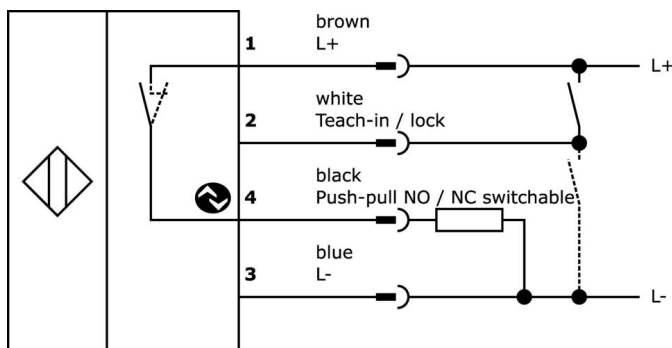 brown
1 L+
L+
white
2 Teach-in / lock
black
4 Push-pull NO / NC switchable
blue
3 L-
L-